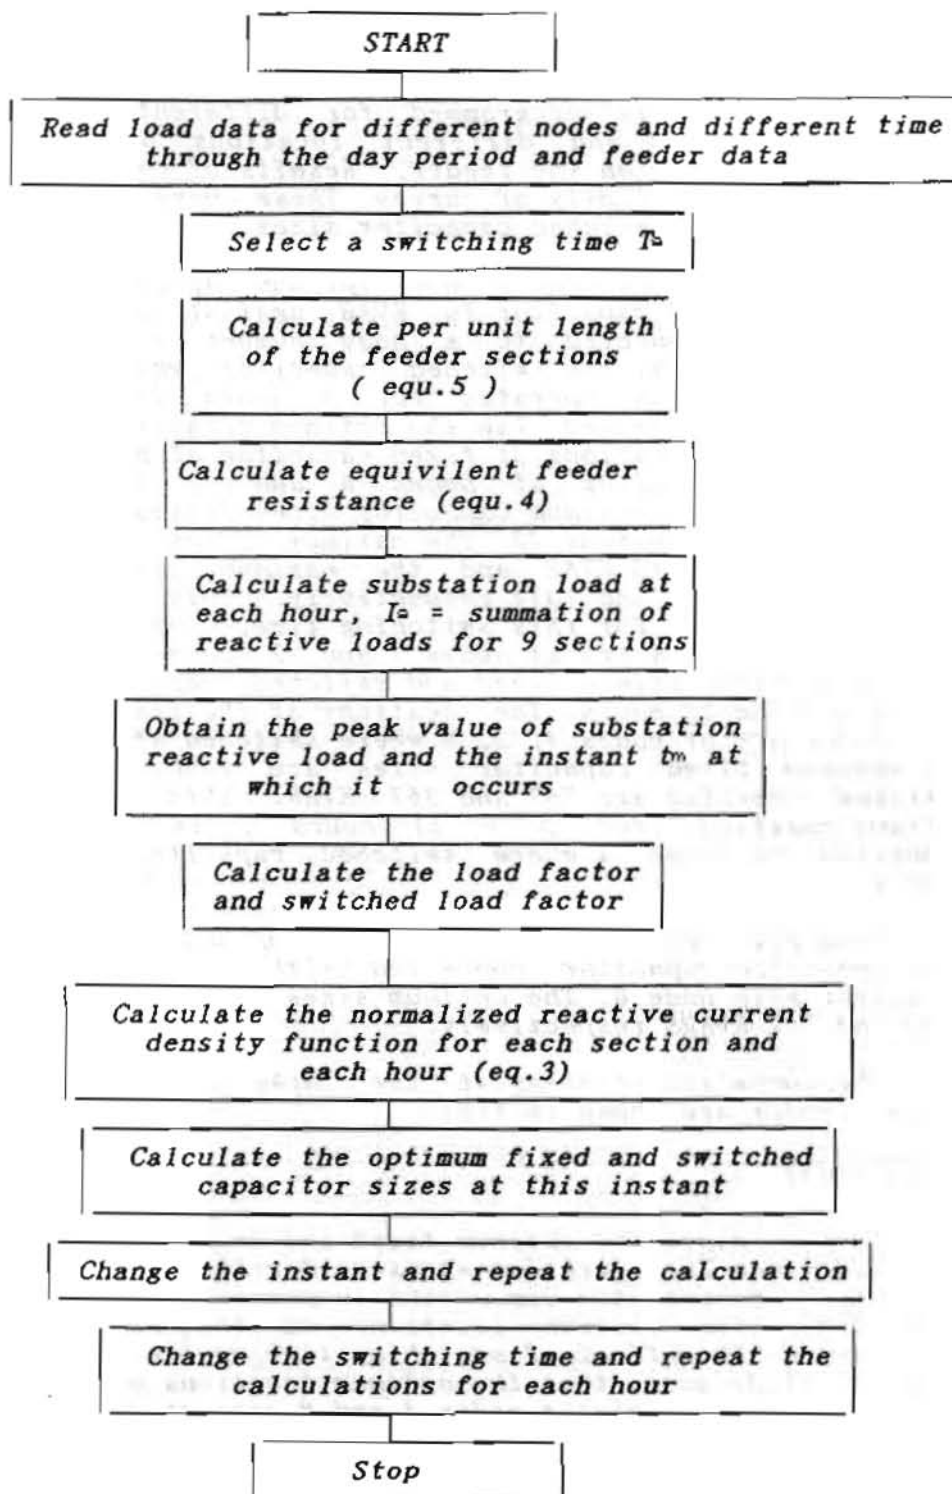 START
Read load data for different nodes and different time
through the day period and feeder data
Select a switching time
Calculate per unit length
of the feeder sections
( equ.5 )
Calculate equivilent feeder
resistance (equ.4)
Calculate substation load at
each hour, = summation of
reactive loads for 9 sections
Obtain the peak value of substation
reactive load and the instant tm at
which it occurs
Calculate the load factor
and switched load factor
Calculate the normalized reactive current
density function for each section and
each hour (eq.3)
Calculate the optimum fixed and switched
capacitor sizes at this instant
Change the instant and repeat the calculation
Change the switching time and repeat the
calculations for each hour
Stop